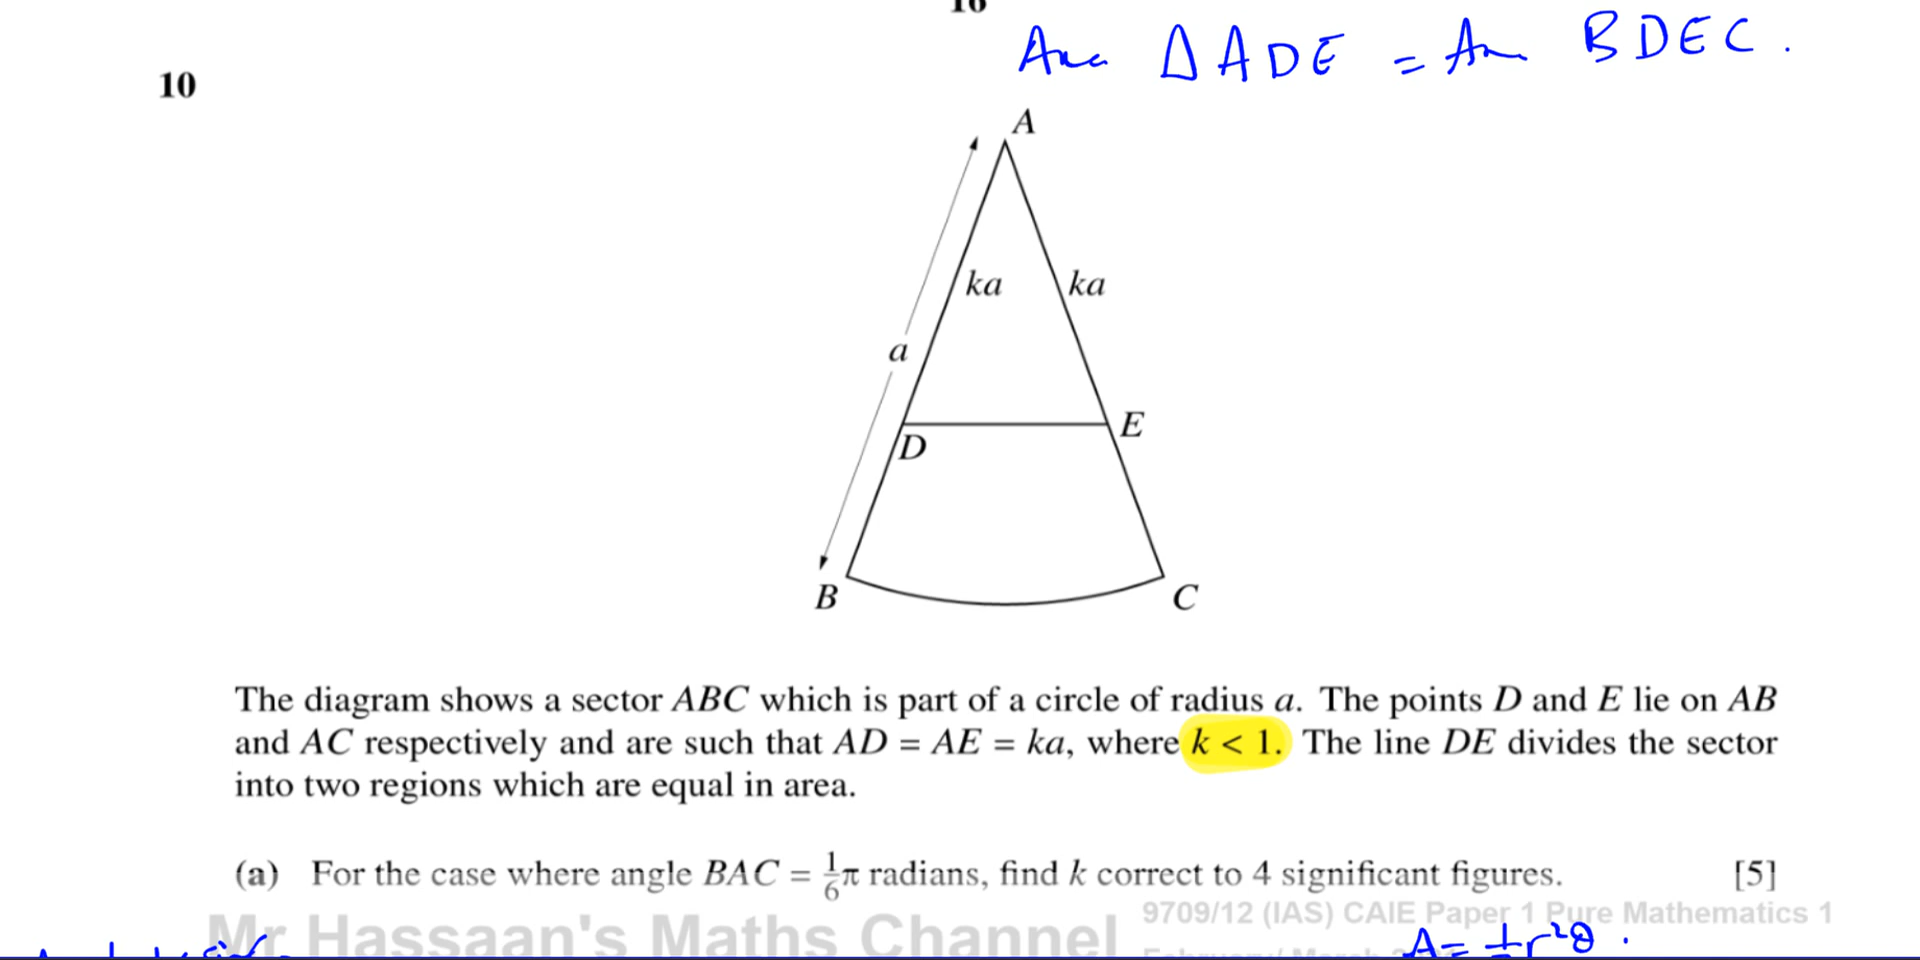 Area Δ ADE = Area BDEC.
10
A
ka
ka
a
E
D
B
C
The diagram shows a sector ABC which is part of a circle of radius a. The points D and E lie on AB
and AC respectively and are such that AD = AE = ka, where k < 1. The line DE divides the sector
into two regions which are equal in area.
(a) For the case where angle BAC = 1/6π radians, find k correct to 4 significant figures. [5]
Mr Hassaan's Maths Channel
9709/12 (IAS) CAIE Paper 1 Pure Mathematics 1